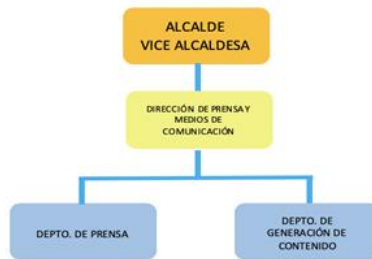 ALCALDE
VICE ALCALDESA
DIRECCIÓN DE PRENSA Y
MEDIOS DE
COMUNICACIÓN
DEPTO. DE PRENSA
DEPTO. DE
GENERACIÓN DE
CONTENIDO